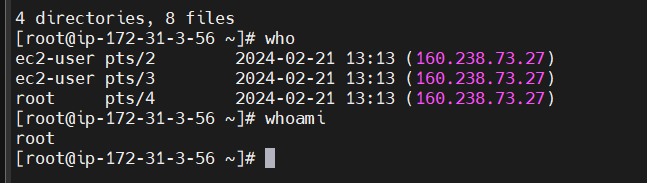 4 directories, 8 files
[root@ip-172-31-3-56 ~]# who
ec2-user pts/2        2024-02-21 13:13 (160.238.73.27)
ec2-user pts/3        2024-02-21 13:13 (160.238.73.27)
root     pts/4        2024-02-21 13:13 (160.238.73.27)
[root@ip-172-31-3-56 ~]# whoami
root
[root@ip-172-31-3-56 ~]#